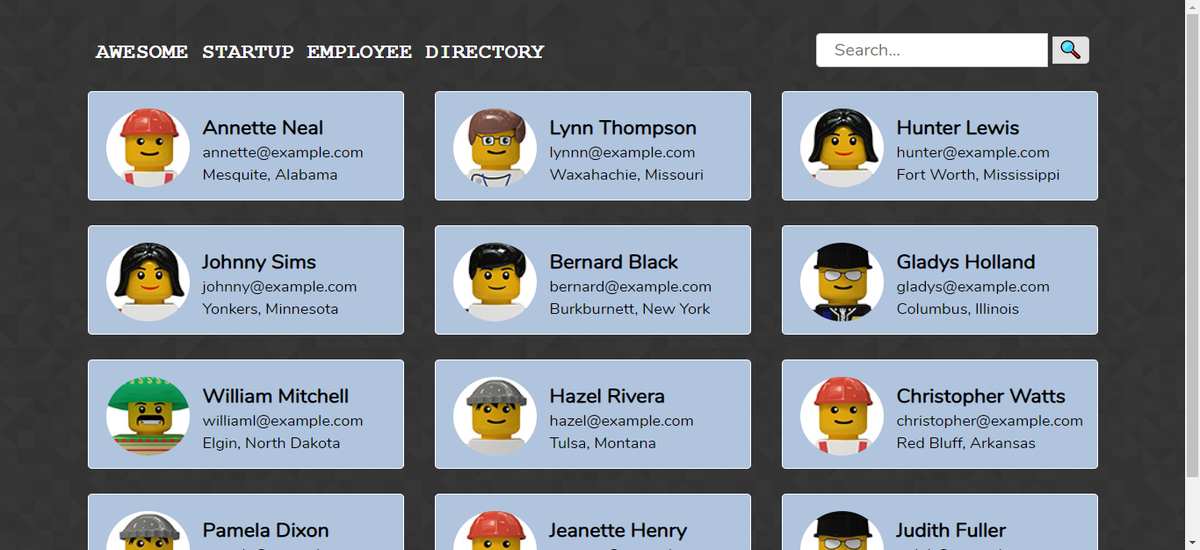 AWESOME STARTUP EMPLOYEE DIRECTORY
Search...
Annette Neal
annette@example.com
Mesquite, Alabama
Lynn Thompson
lynnn@example.com
Waxahachie, Missouri
Hunter Lewis
hunter@example.com
Fort Worth, Mississippi
Johnny Sims
johnny@example.com
Yonkers, Minnesota
Bernard Black
bernard@example.com
Burkburnett, New York
Gladys Holland
gladys@example.com
Columbus, Illinois
William Mitchell
williaml@example.com
Elgin, North Dakota
Hazel Rivera
hazel@example.com
Tulsa, Montana
Christopher Watts
christopher@example.com
Red Bluff, Arkansas
Pamela Dixon
Jeanette Henry
Judith Fuller